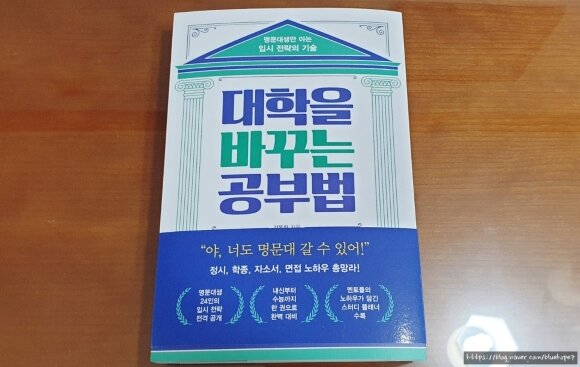 명문대생만 아는
입시 전략의 기술
대학을
바꾸는
공부법
“야, 너도 명문대 갈 수 있어!”
정시, 학종, 자소서, 면접 노하우 총망라!
명문대생
24인의
입시 전략
전격 공개
내신부터
수능까지
한 권으로
완벽 대비
멘토들의
노하우가 담긴
스터디 플래너
수록
https://blog.naver.com/bluehope7